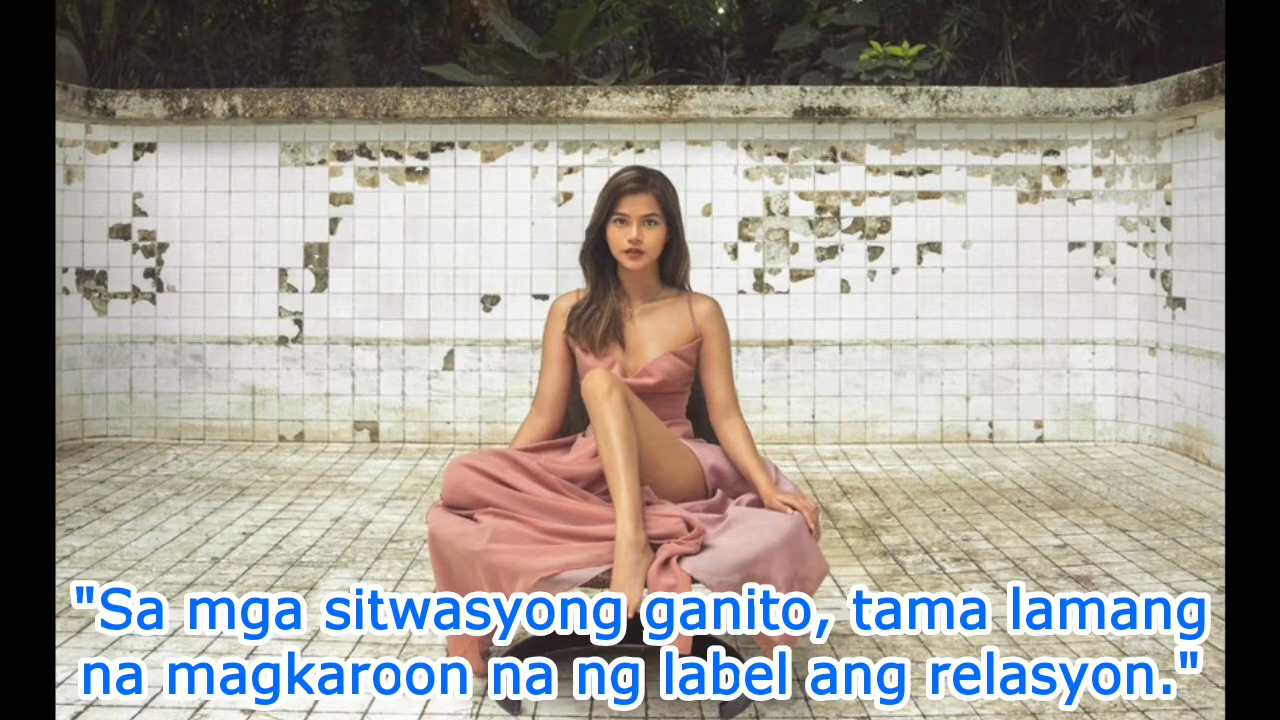 "Sa mga sitwasyong ganito, tama lamang
na magkaroon na ng label ang relasyon."